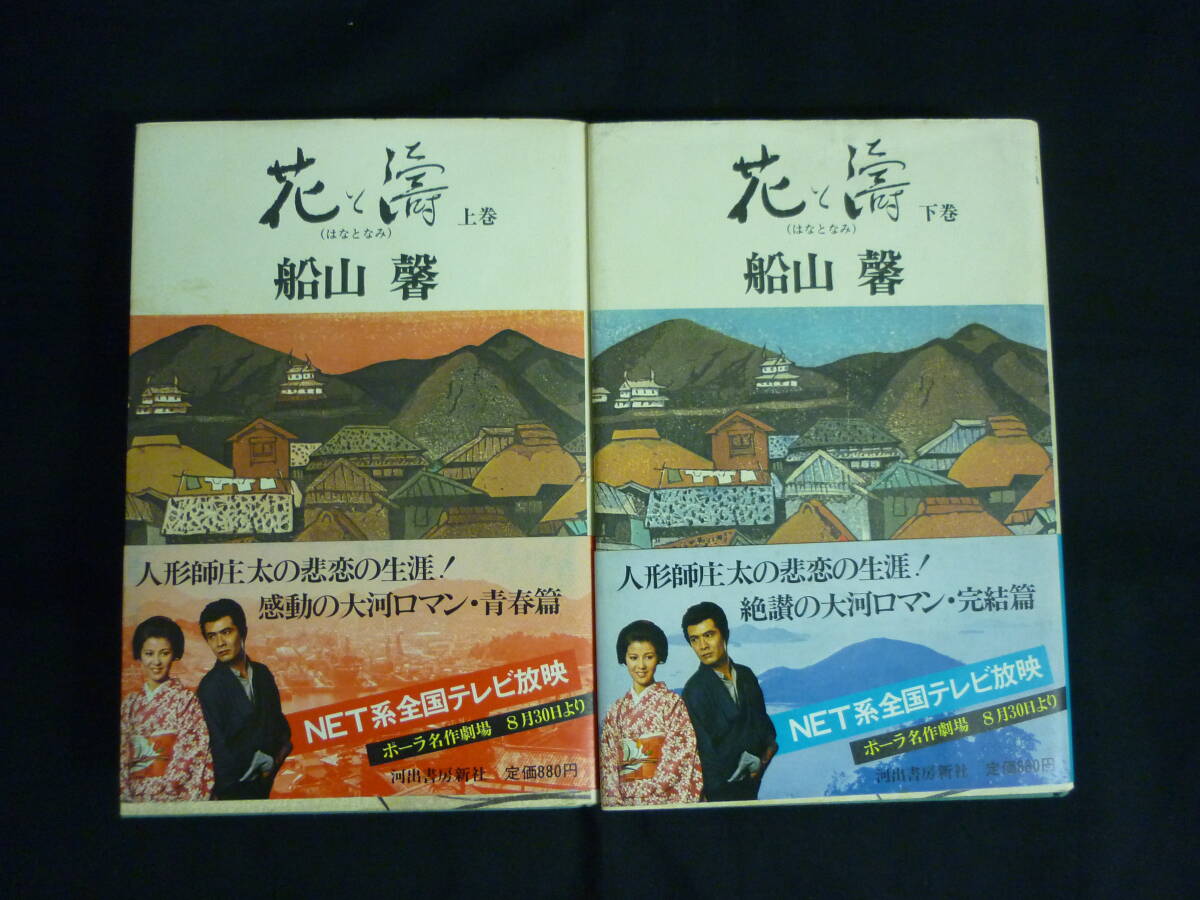 花と濤 上巻
(はなとなみ)
船山 馨
人形師庄太の悲恋の生涯!
感動の大河ロマン・青春篇
NET系全国テレビ放映
ポーラ名作劇場 8月30日より
河出書房新社 定価880円
花と濤 下巻
(はなとなみ)
船山 馨
人形師庄太の悲恋の生涯!
絶讃の大河ロマン・完結篇
NET系全国テレビ放映
ポーラ名作劇場 8月30日より
河出書房新社 定価880円